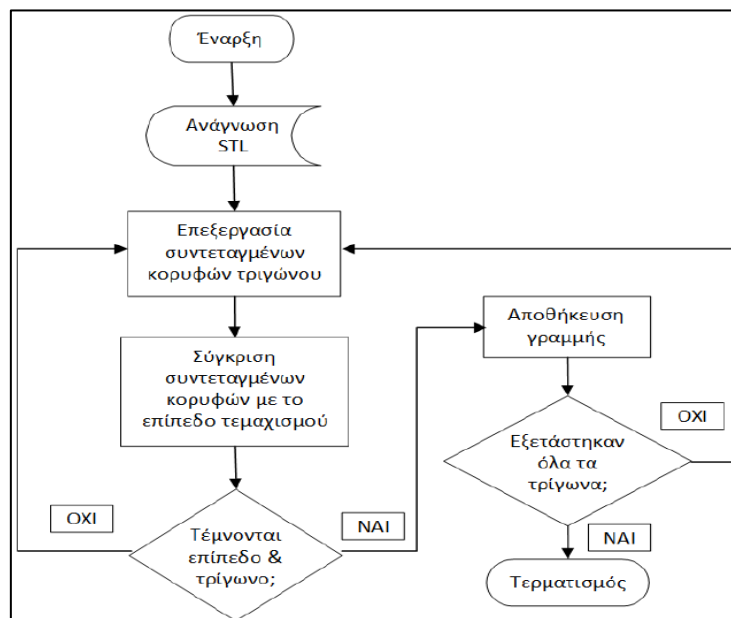 Έναρξη
Ανάγνωση
STL
Επεξεργασία
συντεταγμένων
κορυφών τριγώνου
Σύγκριση
συντεταγμένων
κορυφών με το
επίπεδο τεμαχισμού
Τέμνονται
επίπεδο &
τρίγωνο;
ΟΧΙ
ΝΑΙ
Αποθήκευση
γραμμής
Εξετάστηκαν
όλα τα
τρίγωνα;
ΟΧΙ
ΝΑΙ
Τερματισμός